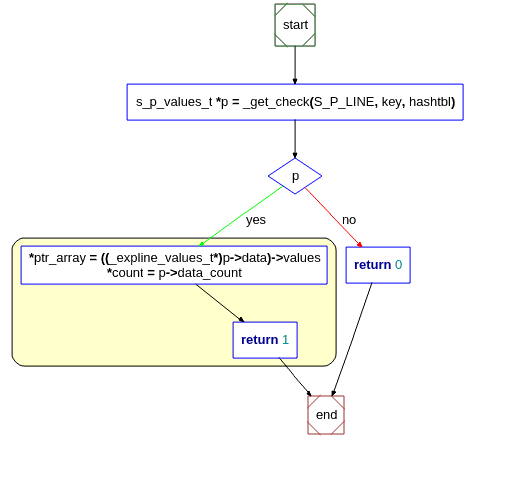 start
s_p_values_t *p = _get_check(S_P_LINE, key, hashtbl)
p
yes
no
*ptr_array = ((_expline_values_t*)p->data)->values
*count = p->data_count
return 0
return 1
end